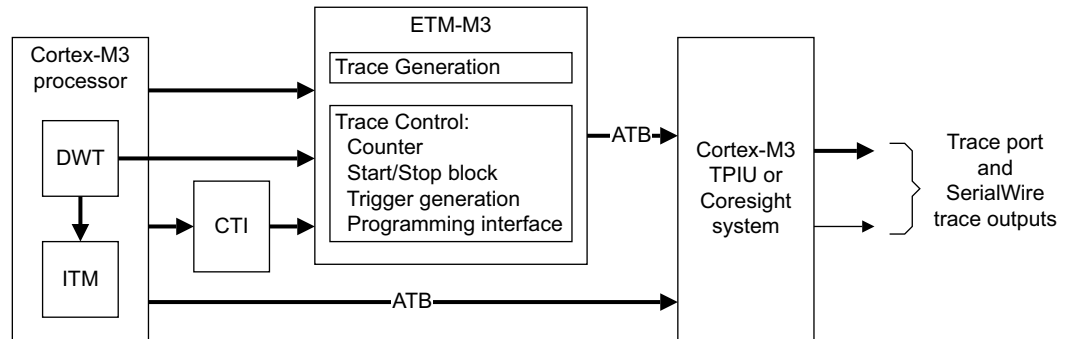 Cortex-M3
processor
DWT
ITM
CTI
ETM-M3
Trace Generation
Trace Control:
Counter
Start/Stop block
Trigger generation
Programming interface
ATB
ATB
Cortex-M3
TPIU or
Coresight
system
Trace port
and
SerialWire
trace outputs